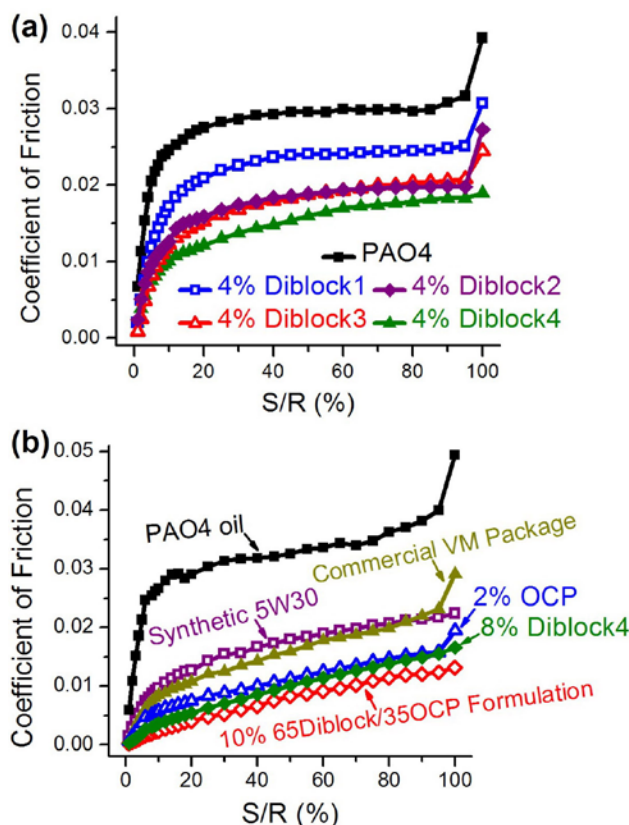 (a)
0.04
0.03
0.02
0.01
0.00
Coefficient of Friction
PAO4
4% Diblock1
4% Diblock2
4% Diblock3
4% Diblock4
0 20 40 60 80 100
S/R (%)
(b)
0.05
0.04
0.03
0.02
0.01
0.00
Coefficient of Friction
PAO4 oil
Commercial VM Package
Synthetic 5W30
2% OCP
8% Diblock4
10% 65Diblock/35OCP Formulation
0 20 40 60 80 100
S/R (%)